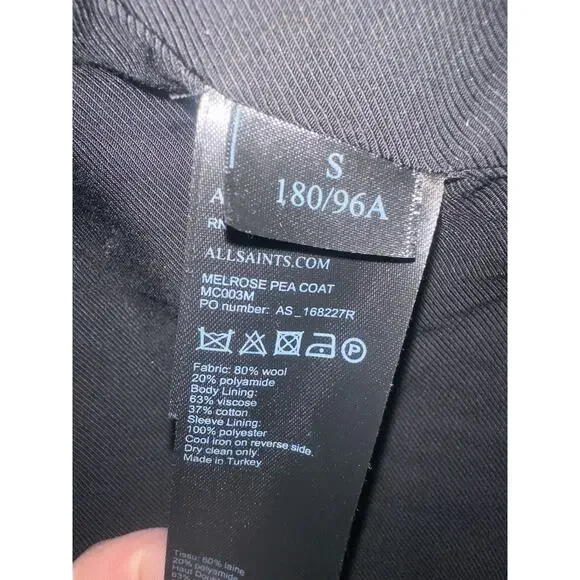 S
180/96A
A
RN
ALLSAINTS.COM
MELROSE PEA COAT
MC003M
PO number: AS_168227R
P
Fabric: 80% wool
20% polyamide
Body Lining:
63% viscose
37% cotton
Sleeve Lining:
100% polyester
Cool iron on reverse side.
Dry clean only.
Made in Turkey
Tissu: 80% laine
20% polyamide